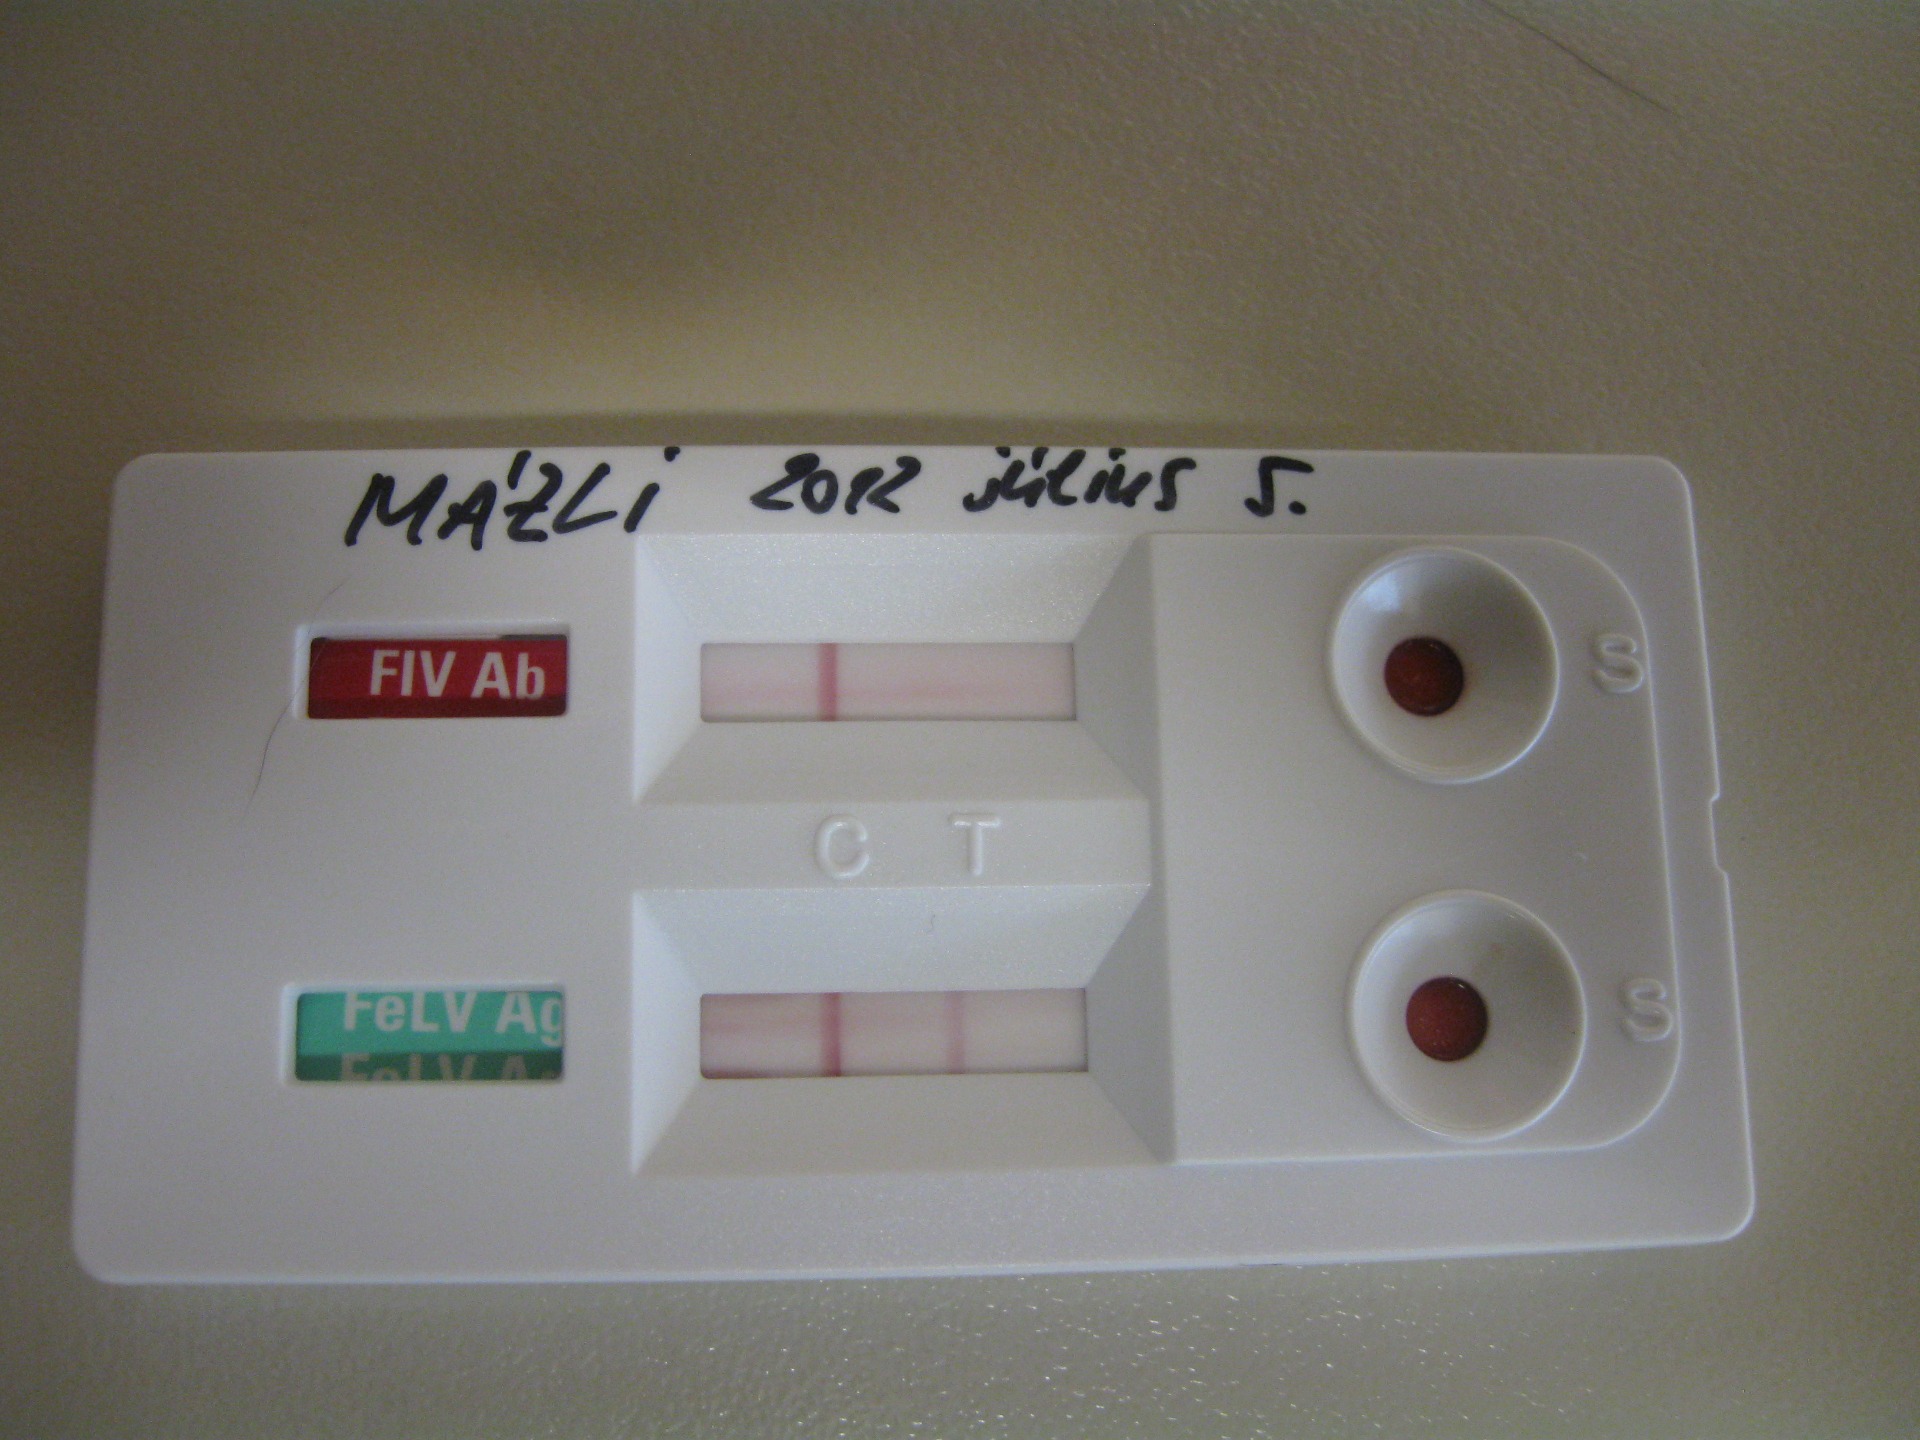 MÁZLi 2012 július 5.
FIV Ab
S
C T
FeLV Ag
S